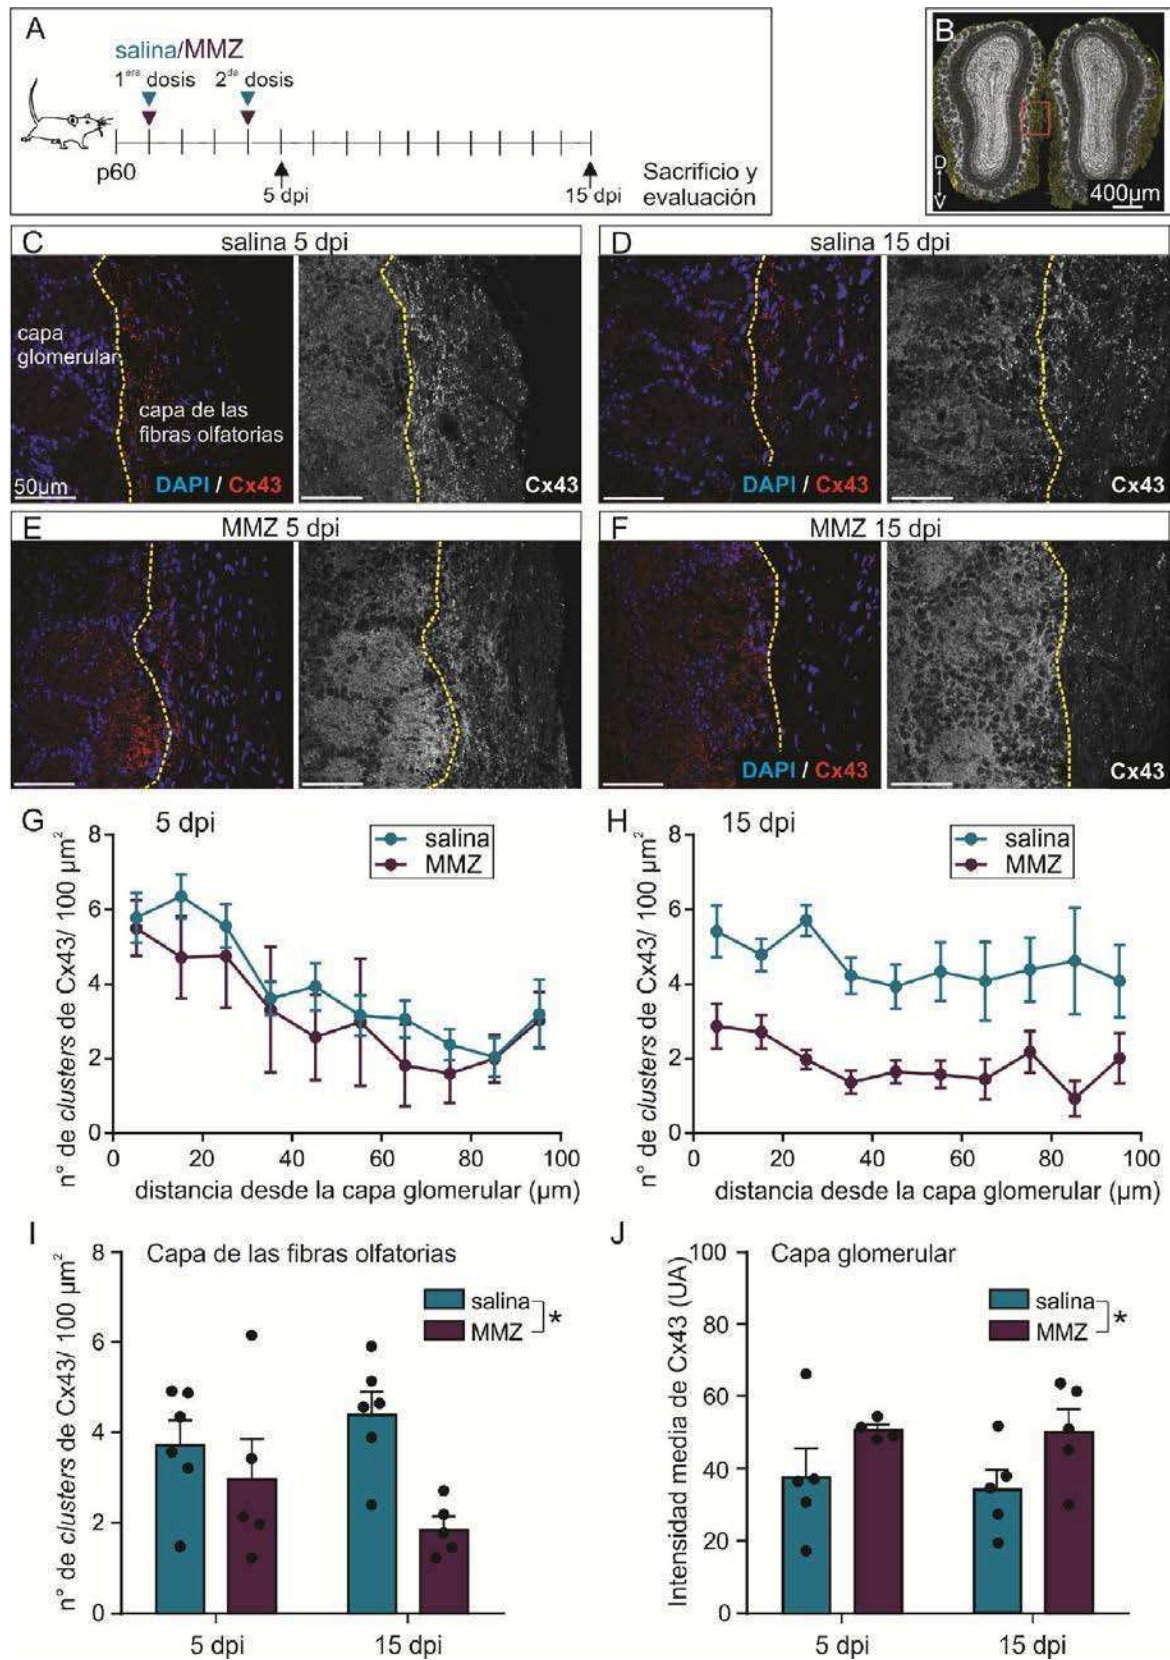 A
salina/MMZ
1era dosis 2da dosis
p60
5 dpi
15 dpi
Sacrificio y
evaluación
B
D
V
400µm
C salina 5 dpi
capa
glomerular
capa de las
fibras olfatorias
50µm
DAPI / Cx43
Cx43
D salina 15 dpi
DAPI / Cx43
Cx43
E MMZ 5 dpi
F MMZ 15 dpi
DAPI / Cx43
Cx43
G 5 dpi
salina
MMZ
n° de clusters de Cx43/ 100 µm²
8
6
4
2
0
0 20 40 60 80 100
distancia desde la capa glomerular (µm)
H 15 dpi
salina
MMZ
n° de clusters de Cx43/ 100 µm²
8
6
4
2
0
0 20 40 60 80 100
distancia desde la capa glomerular (µm)
I Capa de las fibras olfatorias
salina
MMZ
*
n° de clusters de Cx43/ 100 µm²
8
6
4
2
0
5 dpi 15 dpi
J Capa glomerular
salina
MMZ
*
Intensidad media de Cx43 (UA)
100
80
60
40
20
0
5 dpi 15 dpi